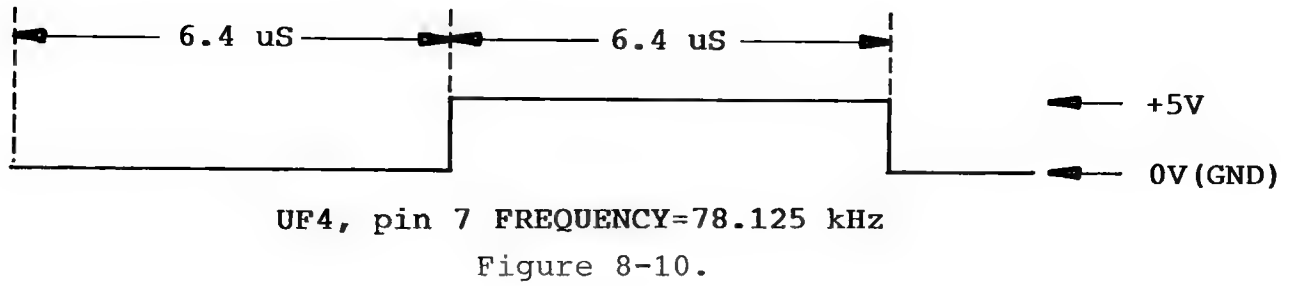 6.4 uS 6.4 uS
+5V
0V(GND)
UF4, pin 7 FREQUENCY=78.125 kHz
Figure 8-10.